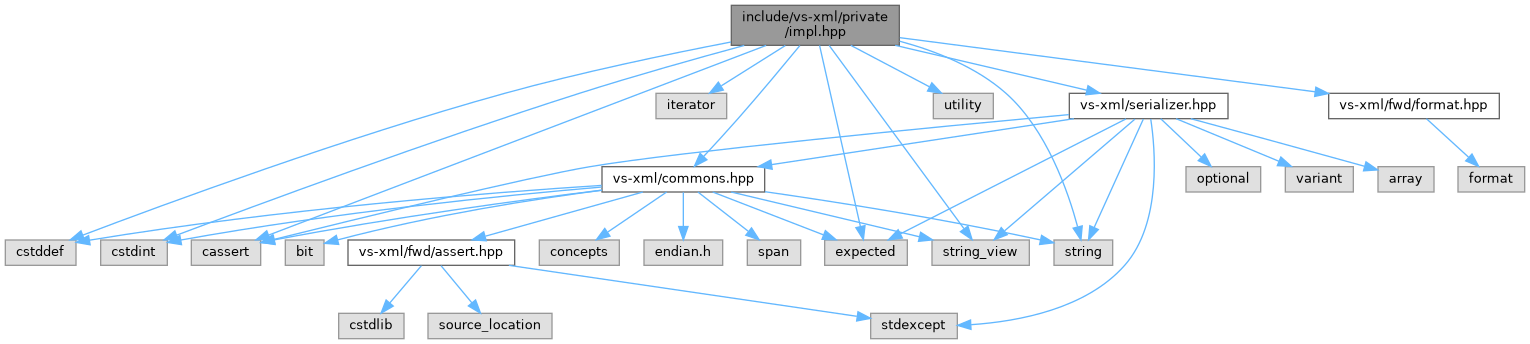 include/vs-xml/private
/impl.hpp
iterator
utility
vs-xml/serializer.hpp
vs-xml/fwd/format.hpp
vs-xml/commons.hpp
optional
variant
array
format
cstddef
cstdint
cassert
bit
vs-xml/fwd/assert.hpp
concepts
endian.h
span
expected
string_view
string
cstdlib
source_location
stdexcept